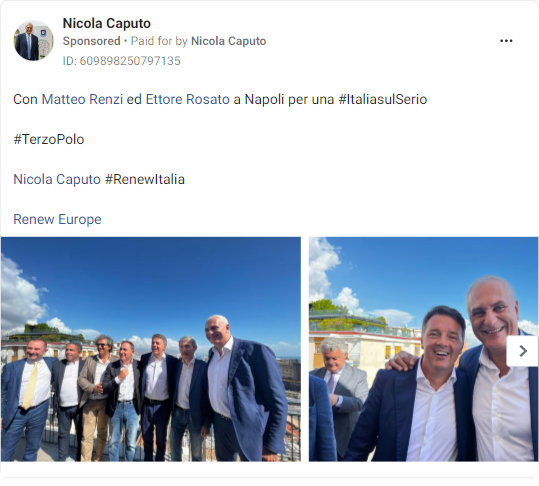 Nicola Caputo
Sponsored • Paid for by Nicola Caputo
ID: 609898250797135
Con Matteo Renzi ed Ettore Rosato a Napoli per una #ItaliasulSerio
#TerzoPolo
Nicola Caputo #RenewItalia
Renew Europe